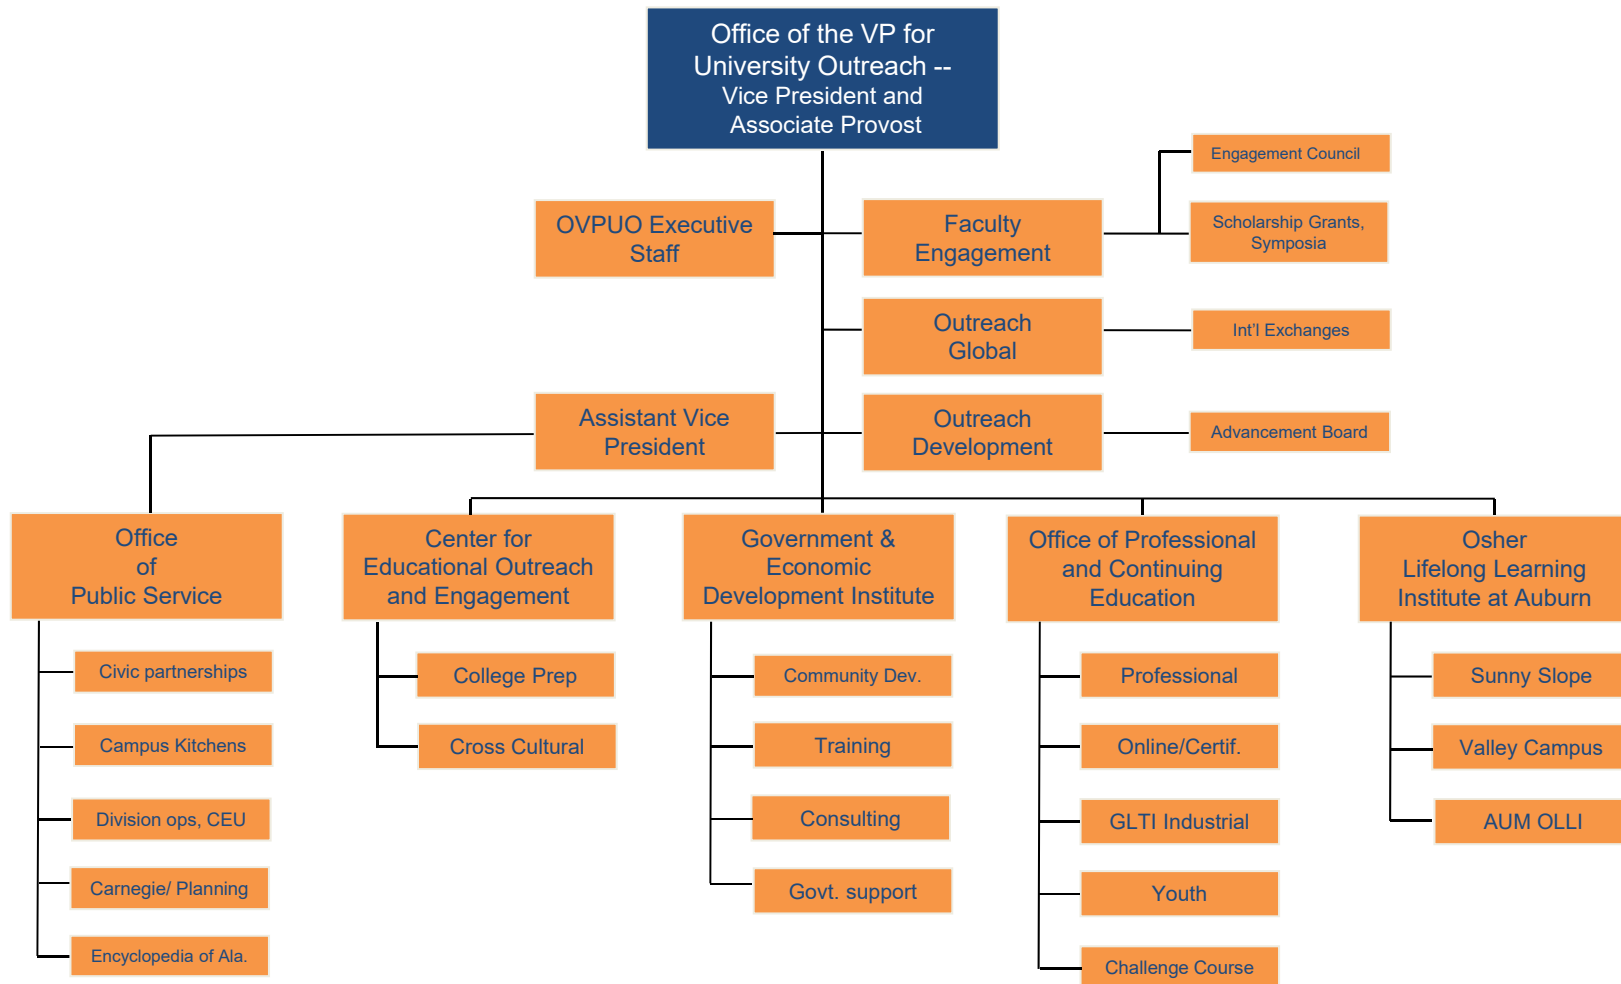 Office of the VP for
University Outreach --
Vice President and
Associate Provost
Engagement Council
OVPUO Executive
Staff
Faculty
Engagement
Scholarship Grants,
Symposia
Outreach
Global
Int'l Exchanges
Assistant Vice
President
Outreach
Development
Advancement Board
Office
of
Public Service
Center for
Educational Outreach
and Engagement
Government &
Economic
Development Institute
Office of Professional
and Continuing
Education
Osher
Lifelong Learning
Institute at Auburn
Civic partnerships
Campus Kitchens
Division ops, CEU
Carnegie/ Planning
Encyclopedia of Ala.
College Prep
Cross Cultural
Community Dev.
Training
Consulting
Govt. support
Professional
Online/Certif.
GLTI Industrial
Youth
Challenge Course
Sunny Slope
Valley Campus
AUM OLLI